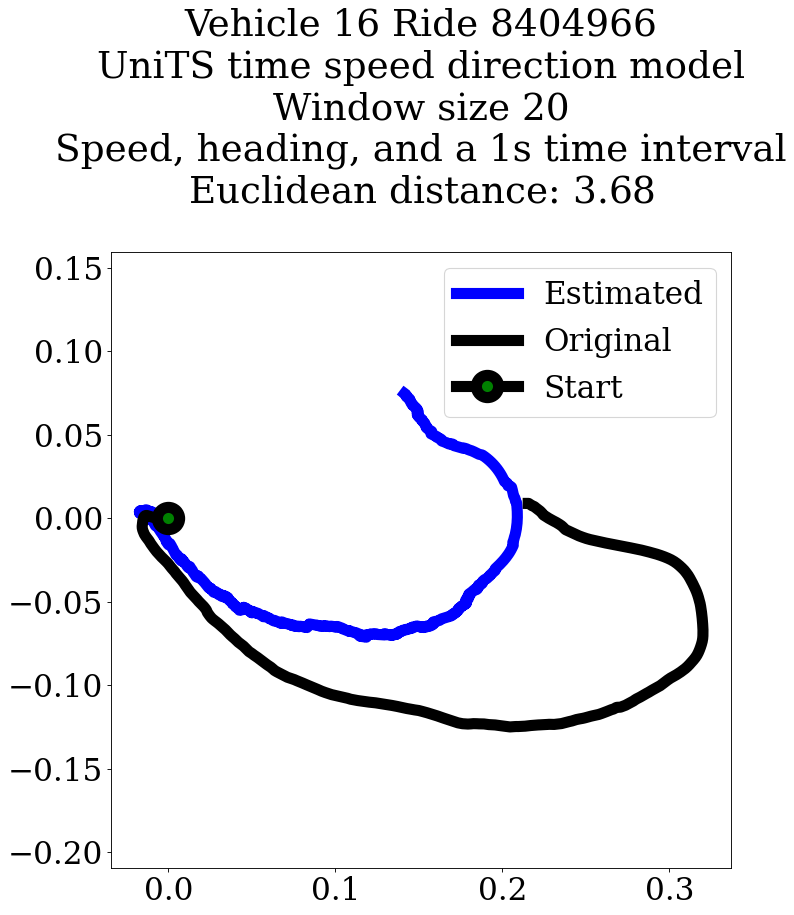 Vehicle 16 Ride 8404966
UniTS time speed direction model
Window size 20
Speed, heading, and a 1s time interval
Euclidean distance: 3.68
Estimated
Original
Start
0.15
0.10
0.05
0.00
−0.05
−0.10
−0.15
−0.20
0.0 0.1 0.2 0.3